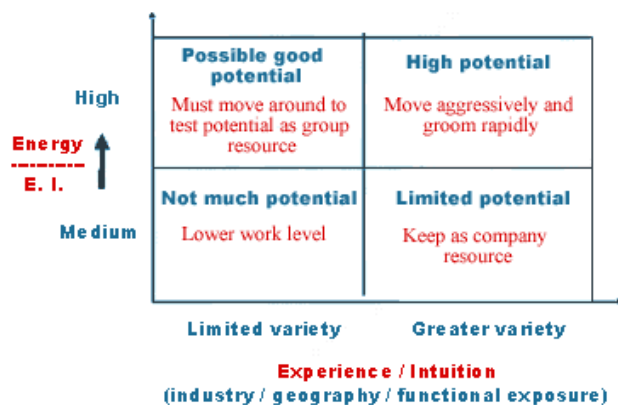 Possible good
potential
Must move around to
test potential as group
resource
High potential
Move aggressively and
groom rapidly
High
Energy
----------
E. I.
Not much potential
Lower work level
Limited potential
Keep as company
resource
Medium
Limited variety
Greater variety
Experience / Intuition
(industry / geography / functional exposure)